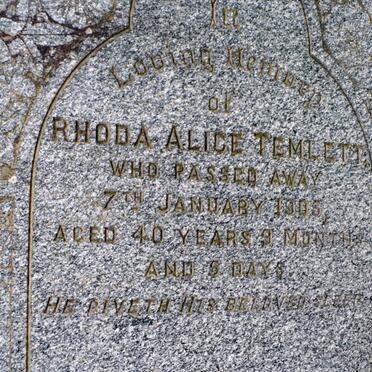 In
Loving Memory
of
RHODA ALICE TEMLETT,
WHO PASSED AWAY
7TH JANUARY
AGED 40 YEARS 9 MONTHS
AND 5 DAYS.
HE GIVETH HIS BELOVED SLEEP